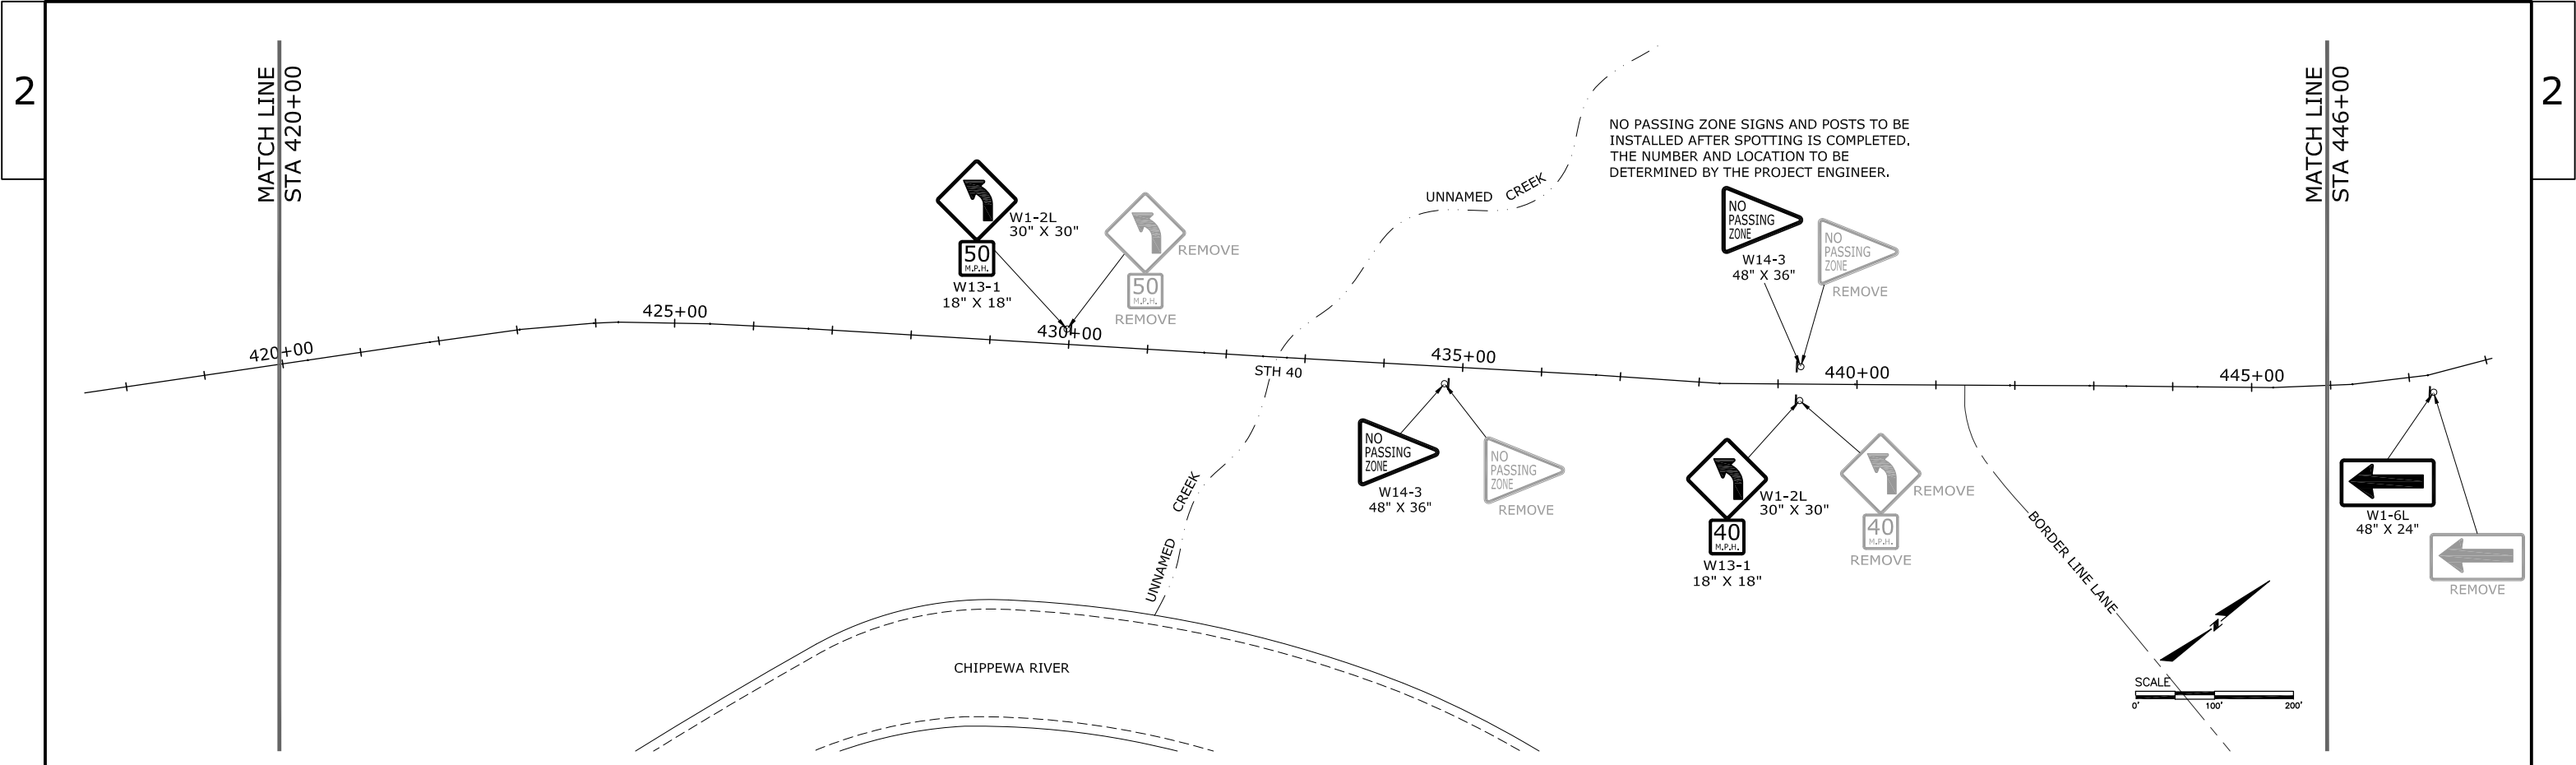 2
MATCH LINE
STA 420+00
W1-2L
30" X 30"
50
M.P.H.
W13-1
18" X 18"
REMOVE
50
M.P.H.
REMOVE
UNNAMED CREEK
NO PASSING ZONE SIGNS AND POSTS TO BE
INSTALLED AFTER SPOTTING IS COMPLETED.
THE NUMBER AND LOCATION TO BE
DETERMINED BY THE PROJECT ENGINEER.
NO
PASSING
ZONE
W14-3
48" X 36"
NO
PASSING
ZONE
REMOVE
MATCH LINE
STA 446+00
2
420+00
425+00
430+00
435+00
440+00
445+00
STH 40
NO
PASSING
ZONE
W14-3
48" X 36"
NO
PASSING
ZONE
REMOVE
W1-2L
30" X 30"
40
M.P.H.
W13-1
18" X 18"
REMOVE
40
M.P.H.
REMOVE
W1-6L
48" X 24"
REMOVE
UNNAMED CREEK
BORDER LINE LANE
CHIPPEWA RIVER
N
SCALE
0' 100' 200'